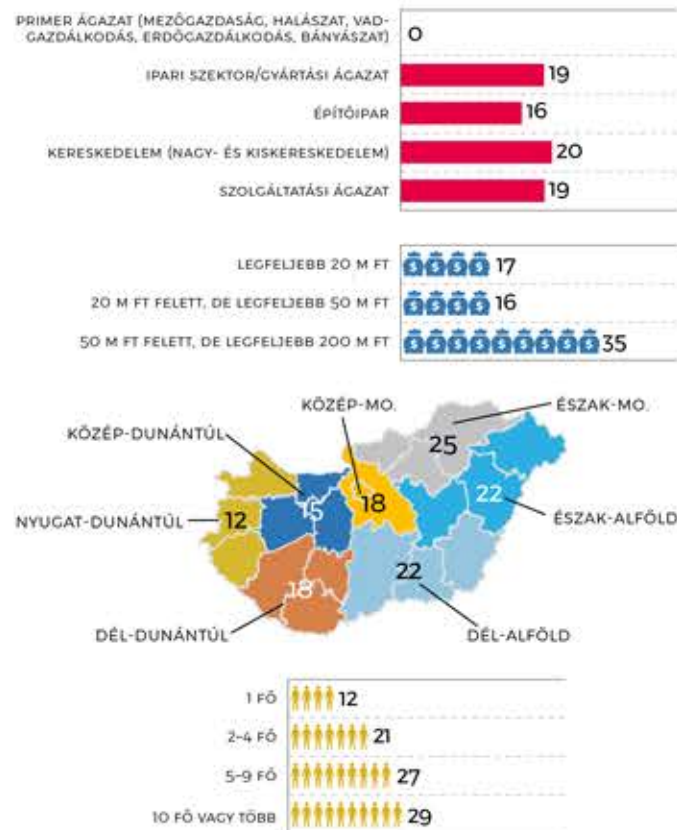 PRIMER ÁGAZAT (MEZŐGAZDASÁG, HALÁSZAT, VAD-
GAZDÁLKODÁS, ERDŐGAZDÁLKODÁS, BÁNYÁSZAT) 0
IPARI SZEKTOR/GYÁRTÁSI ÁGAZAT 19
ÉPÍTŐIPAR 16
KERESKEDELEM (NAGY- ÉS KISKERESKEDELEM) 20
SZOLGÁLTATÁSI ÁGAZAT 19
LEGFELJEBB 20 M FT 17
20 M FT FELETT, DE LEGFELJEBB 50 M FT 16
50 M FT FELETT, DE LEGFELJEBB 200 M FT 35
KÖZÉP-MO. 18
ÉSZAK-MO. 25
KÖZÉP-DUNÁNTÚL 15
NYUGAT-DUNÁNTÚL 12
ÉSZAK-ALFÖLD 22
DÉL-DUNÁNTÚL 18
DÉL-ALFÖLD 22
1 FŐ 12
2-4 FŐ 21
5-9 FŐ 27
10 FŐ VAGY TÖBB 29